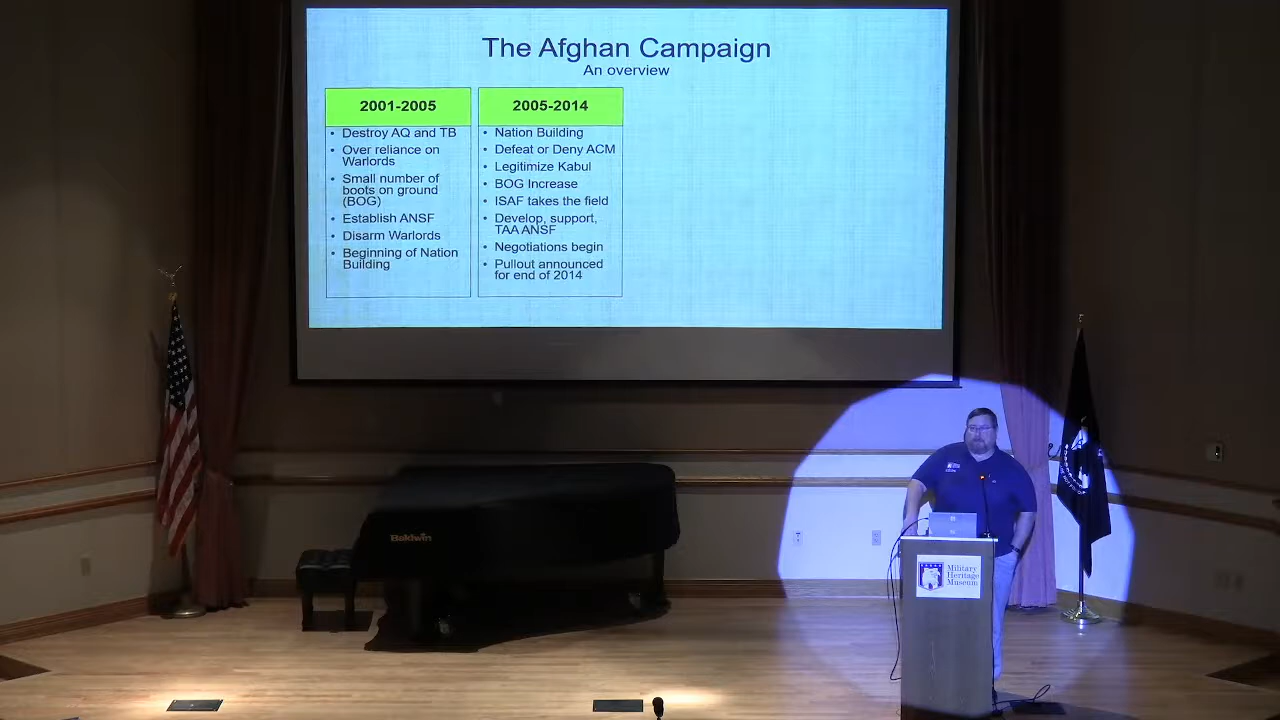 The Afghan Campaign
An overview
2001-2005
• Destroy AQ and TB
• Over reliance on
Warlords
• Small number of
boots on ground
(BOG)
• Establish ANSF
• Disarm Warlords
• Beginning of Nation
Building
2005-2014
• Nation Building
• Defeat or Deny ACM
• Legitimize Kabul
• BOG Increase
• ISAF takes the field
• Develop, support,
TAA ANSF
• Negotiations begin
• Pullout announced
for end of 2014
Baldwin
Military
Heritage
Museum